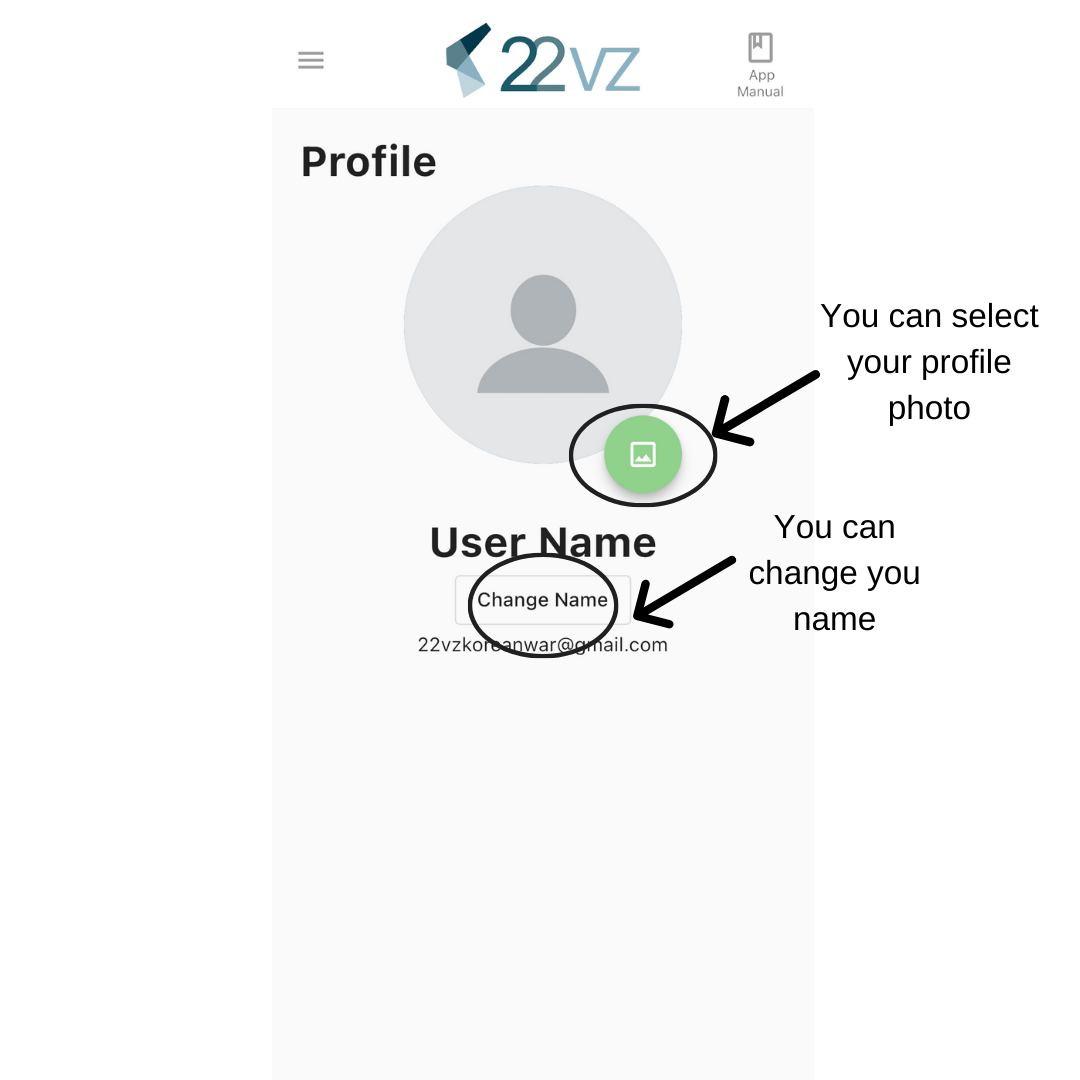 22VZ
App
Manual
Profile
You can select
your profile
photo
User Name
You can
change you
name
Change Name
22vzkoreanwar@gmail.com